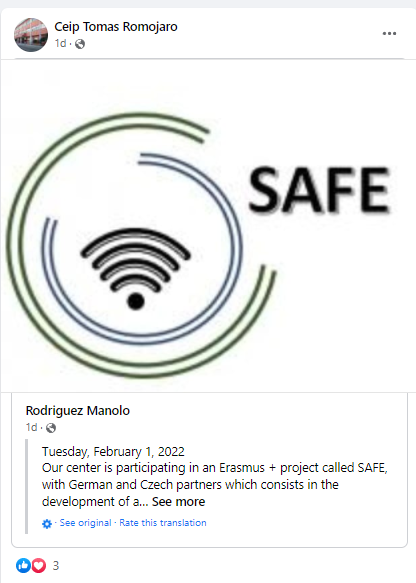 Ceip Tomas Romojaro
1d ·
SAFE
Rodriguez Manolo
1d ·
Tuesday, February 1, 2022
Our center is participating in an Erasmus + project called SAFE,
with German and Czech partners which consists in the
development of a... See more
· See original · Rate this translation
3